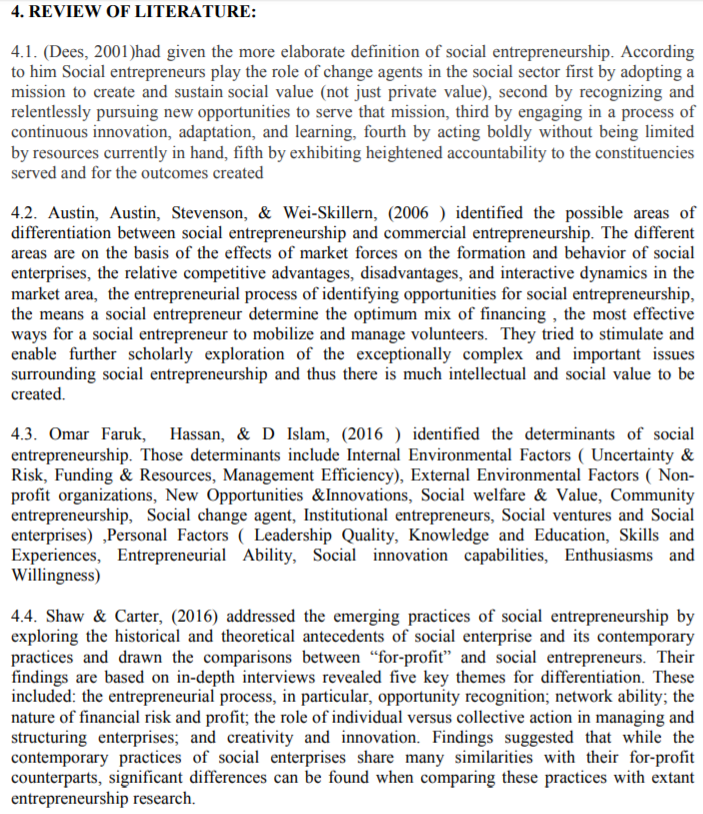 4. REVIEW OF LITERATURE:
4.1. (Dees, 2001)had given the more elaborate definition of social entrepreneurship. According
to him Social entrepreneurs play the role of change agents in the social sector first by adopting a
mission to create and sustain social value (not just private value), second by recognizing and
relentlessly pursuing new opportunities to serve that mission, third by engaging in a process of
continuous innovation, adaptation, and learning, fourth by acting boldly without being limited
by resources currently in hand, fifth by exhibiting heightened accountability to the constituencies
served and for the outcomes created
4.2. Austin, Austin, Stevenson, & Wei-Skillern, (2006 ) identified the possible areas of
differentiation between social entrepreneurship and commercial entrepreneurship. The different
areas are on the basis of the effects of market forces on the formation and behavior of social
enterprises, the relative competitive advantages, disadvantages, and interactive dynamics in the
market area, the entrepreneurial process of identifying opportunities for social entrepreneurship,
the means a social entrepreneur determine the optimum mix of financing , the most effective
ways for a social entrepreneur to mobilize and manage volunteers. They tried to stimulate and
enable further scholarly exploration of the exceptionally complex and important issues
surrounding social entrepreneurship and thus there is much intellectual and social value to be
created.
4.3. Omar Faruk, Hassan, & D Islam, (2016 ) identified the determinants of social
entrepreneurship. Those determinants include Internal Environmental Factors ( Uncertainty &
Risk, Funding & Resources, Management Efficiency), External Environmental Factors ( Non-
profit organizations, New Opportunities &Innovations, Social welfare & Value, Community
entrepreneurship, Social change agent, Institutional entrepreneurs, Social ventures and Social
enterprises) ,Personal Factors ( Leadership Quality, Knowledge and Education, Skills and
Experiences, Entrepreneurial Ability, Social innovation capabilities, Enthusiasms and
Willingness)
4.4. Shaw & Carter, (2016) addressed the emerging practices of social entrepreneurship by
exploring the historical and theoretical antecedents of social enterprise and its contemporary
practices and drawn the comparisons between “for-profit” and social entrepreneurs. Their
findings are based on in-depth interviews revealed five key themes for differentiation. These
included: the entrepreneurial process, in particular, opportunity recognition; network ability; the
nature of financial risk and profit; the role of individual versus collective action in managing and
structuring enterprises; and creativity and innovation. Findings suggested that while the
contemporary practices of social enterprises share many similarities with their for-profit
counterparts, significant differences can be found when comparing these practices with extant
entrepreneurship research.